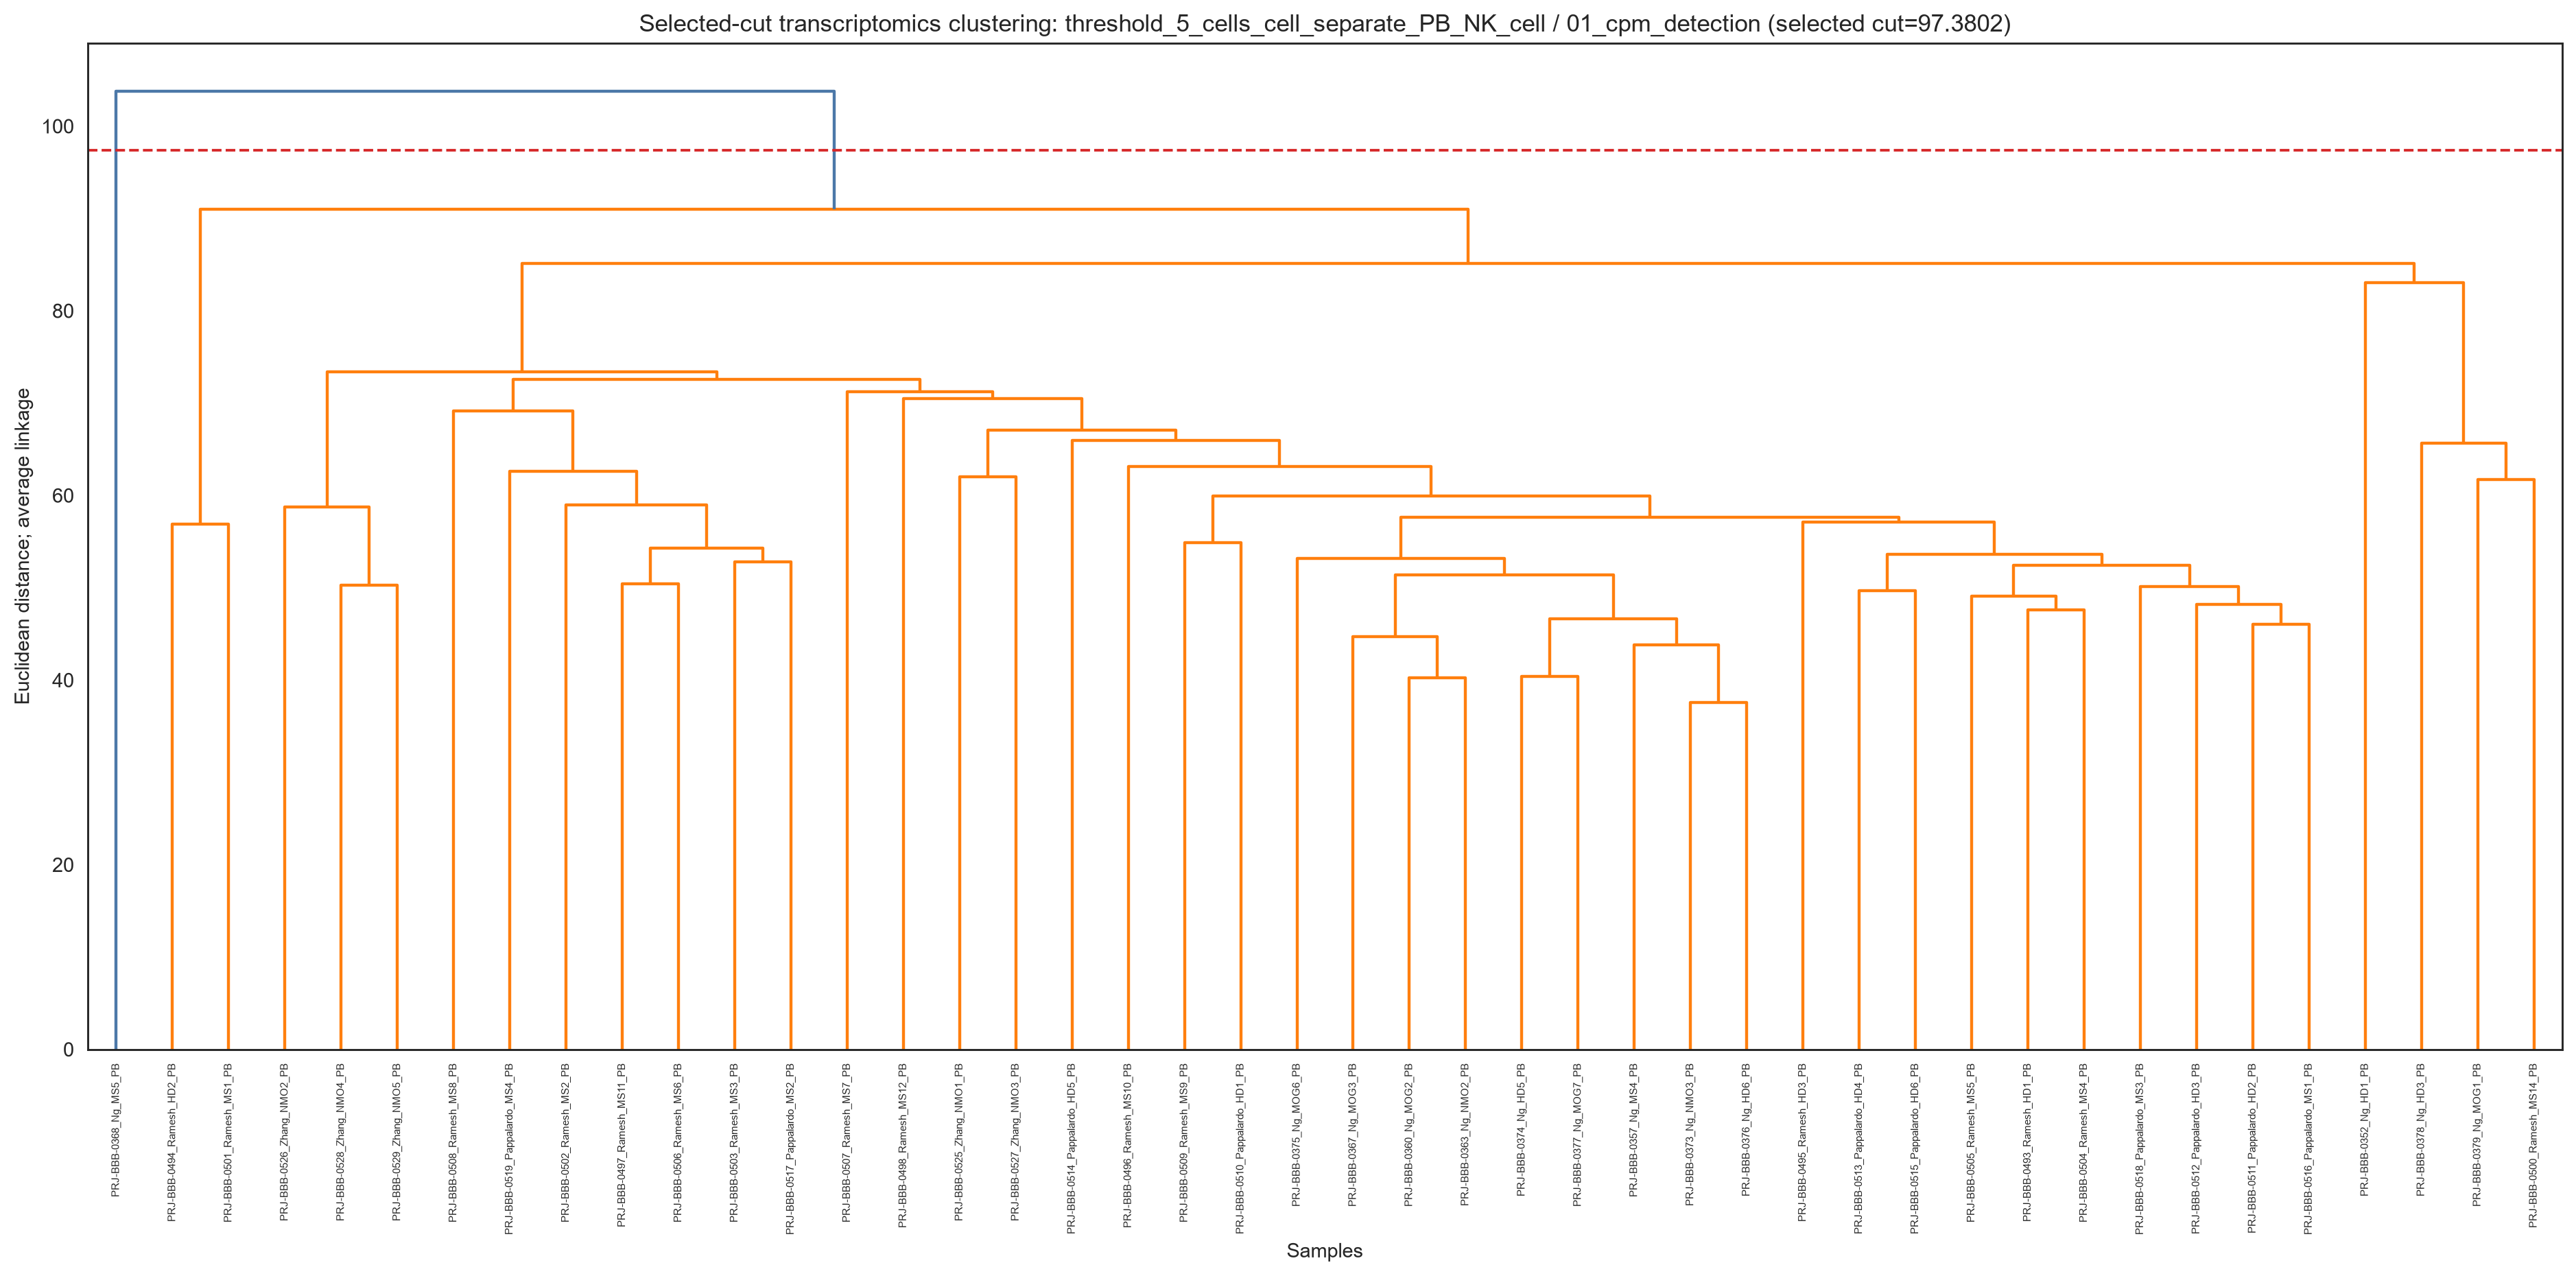 Selected-cut transcriptomics clustering: threshold_5_cells_cell_separate_PB_NK_cell / 01_cpm_detection (selected cut=97.3802)
Euclidean distance; average linkage
100
80
60
40
20
0
PRJ-BBB-0368_Ng_MS5_PB
PRJ-BBB-0494_Ramesh_HD2_PB
PRJ-BBB-0501_Ramesh_MS1_PB
PRJ-BBB-0526_Zhang_NMO2_PB
PRJ-BBB-0528_Zhang_NMO4_PB
PRJ-BBB-0529_Zhang_NMO5_PB
PRJ-BBB-0508_Ramesh_MS8_PB
PRJ-BBB-0519_Pappalardo_MS4_PB
PRJ-BBB-0502_Ramesh_MS2_PB
PRJ-BBB-0497_Ramesh_MS11_PB
PRJ-BBB-0506_Ramesh_MS6_PB
PRJ-BBB-0503_Ramesh_MS3_PB
PRJ-BBB-0517_Pappalardo_MS2_PB
PRJ-BBB-0507_Ramesh_MS7_PB
PRJ-BBB-0498_Ramesh_MS12_PB
PRJ-BBB-0525_Zhang_NMO1_PB
PRJ-BBB-0527_Zhang_NMO3_PB
PRJ-BBB-0514_Pappalardo_HD5_PB
PRJ-BBB-0496_Ramesh_MS10_PB
PRJ-BBB-0509_Ramesh_MS9_PB
PRJ-BBB-0510_Pappalardo_HD1_PB
PRJ-BBB-0375_Ng_MOG6_PB
PRJ-BBB-0367_Ng_MOG3_PB
PRJ-BBB-0360_Ng_MOG2_PB
PRJ-BBB-0363_Ng_NMO2_PB
PRJ-BBB-0374_Ng_HD5_PB
PRJ-BBB-0377_Ng_MOG7_PB
PRJ-BBB-0357_Ng_MS4_PB
PRJ-BBB-0373_Ng_NMO3_PB
PRJ-BBB-0376_Ng_HD6_PB
PRJ-BBB-0495_Ramesh_HD3_PB
PRJ-BBB-0513_Pappalardo_HD4_PB
PRJ-BBB-0515_Pappalardo_HD6_PB
PRJ-BBB-0505_Ramesh_MS5_PB
PRJ-BBB-0493_Ramesh_HD1_PB
PRJ-BBB-0504_Ramesh_MS4_PB
PRJ-BBB-0518_Pappalardo_MS3_PB
PRJ-BBB-0512_Pappalardo_HD3_PB
PRJ-BBB-0511_Pappalardo_HD2_PB
PRJ-BBB-0516_Pappalardo_MS1_PB
PRJ-BBB-0352_Ng_HD1_PB
PRJ-BBB-0378_Ng_HD3_PB
PRJ-BBB-0379_Ng_MOG1_PB
PRJ-BBB-0500_Ramesh_MS14_PB
Samples